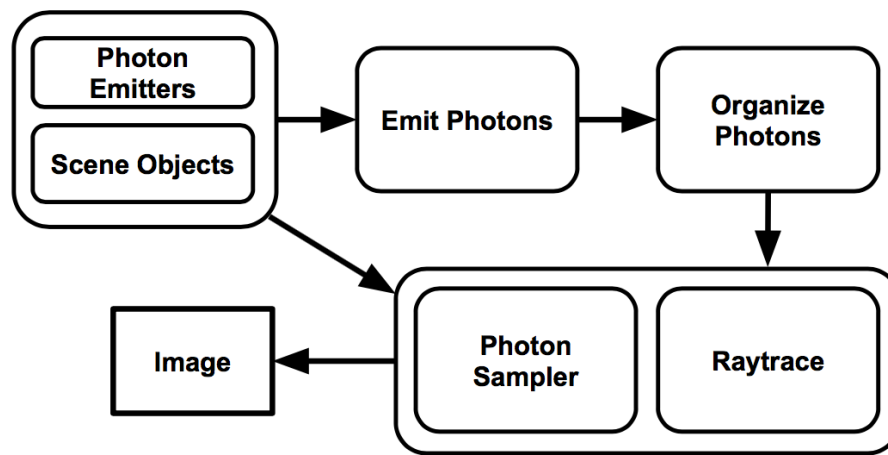 Photon
Emitters
Scene Objects
Emit Photons
Organize
Photons
Image
Photon
Sampler
Raytrace